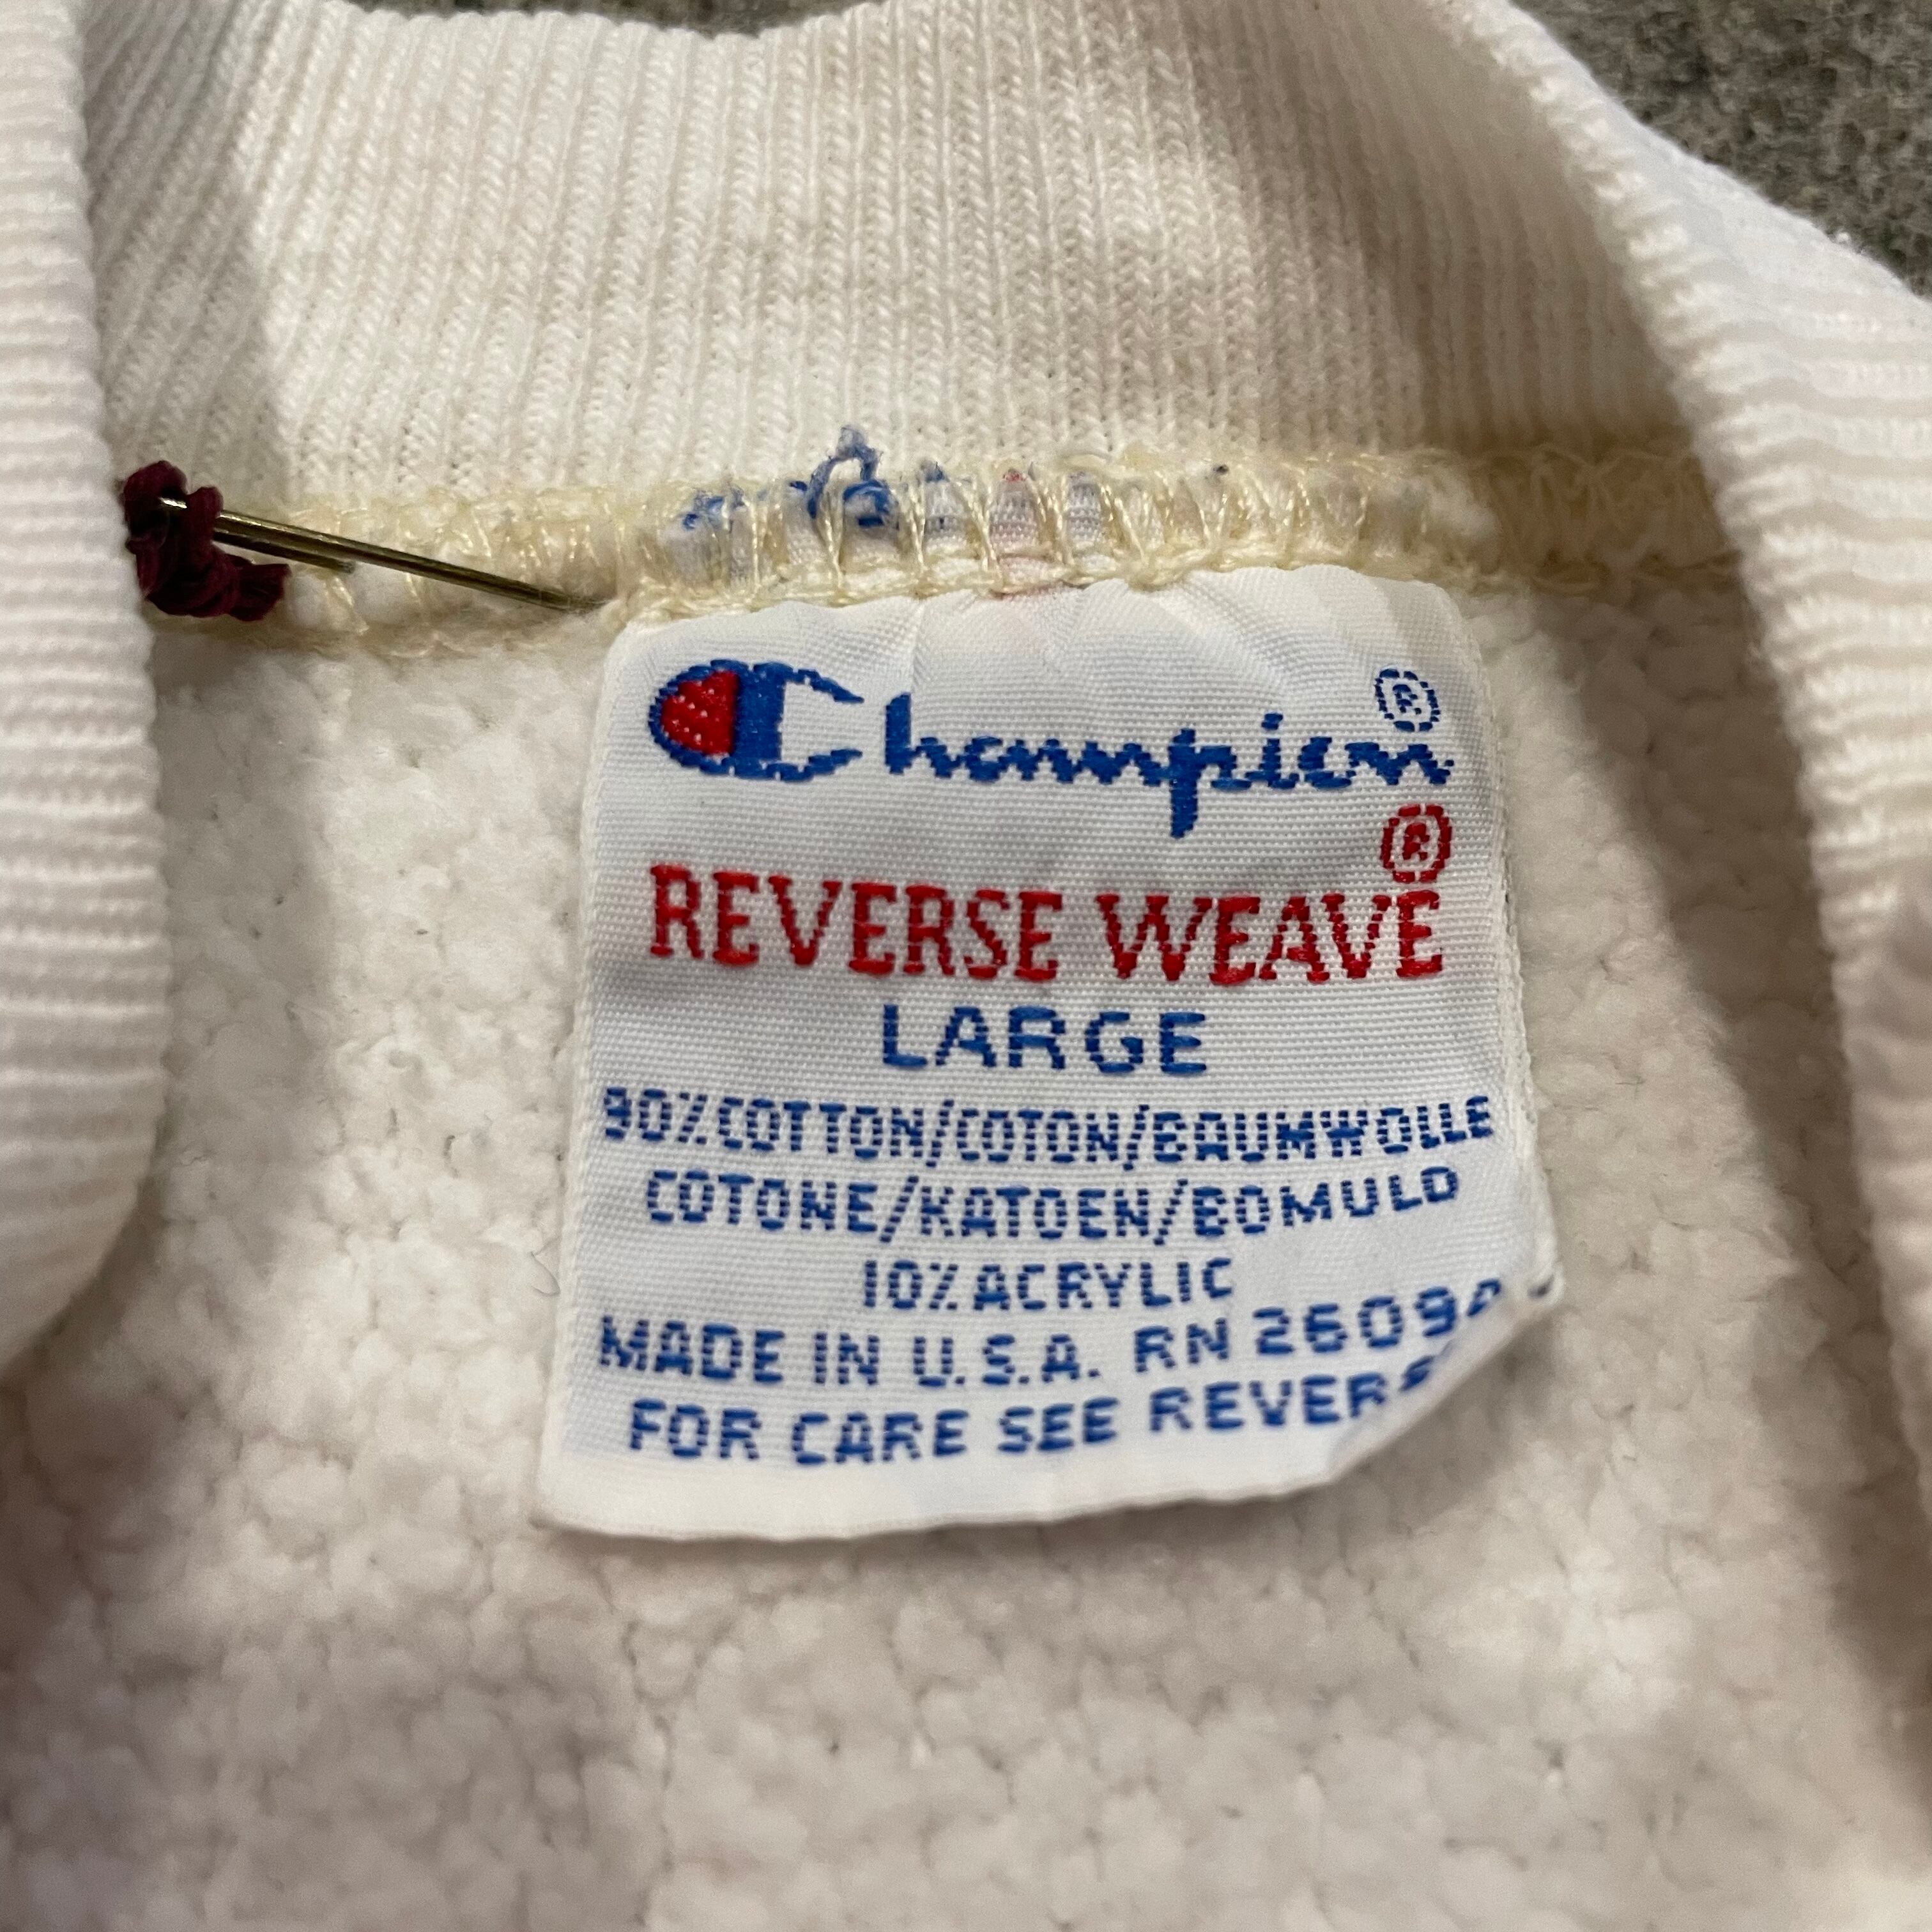 Champion®
REVERSE WEAVE®
LARGE
90% COTTON/COTON/BAUMWOLLE
COTONE/KATOEN/BOMULD
10% ACRYLIC
MADE IN U.S.A. RN 26094
FOR CARE SEE REVERSE